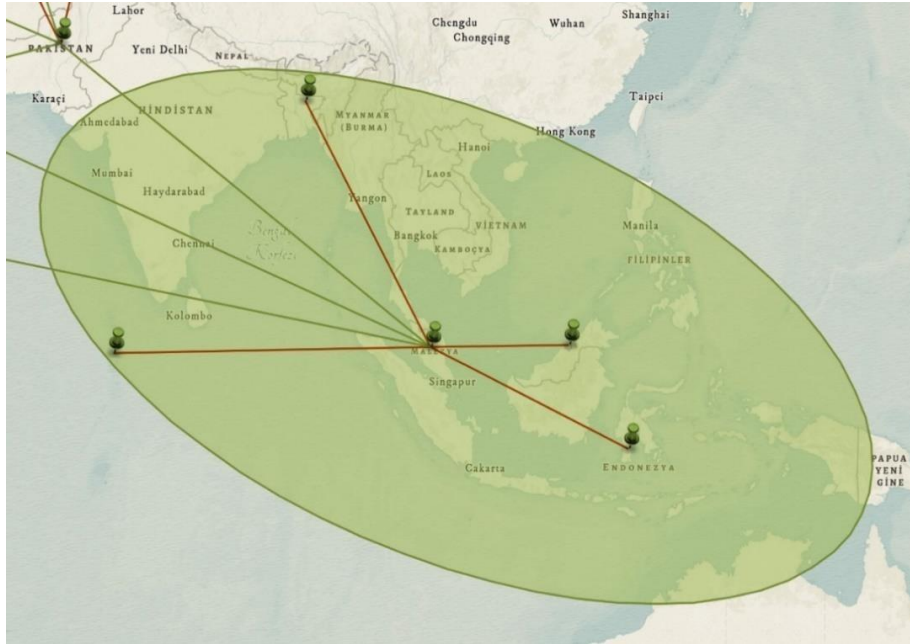 Lahor
Chengdu
Chongqing
Wuhan
Shanghai
PAKİSTAN
Yeni Delhi
NEPAL
Karaçi
HİNDİSTAN
Ahmedabad
MYANMAR
(BURMA)
Taipei
Hong Kong
Hanoi
Mumbai
LAOS
Haydarabad
Yangon
TAYLAND
Chennai
Bengal
Körfezi
Bangkok
VİETNAM
KAMBOÇYA
Manila
FİLİPİNLER
Kolombo
MALEZYA
Singapur
Cakarta
ENDONEZYA
PAPUA
YENİ
GİNE